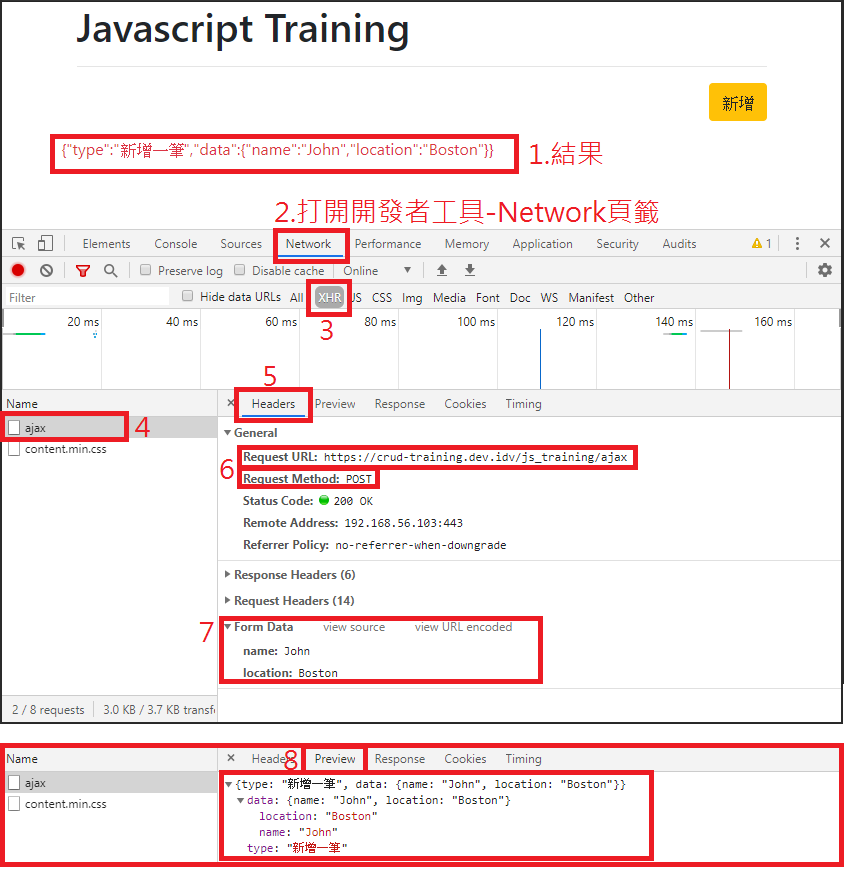 Javascript Training
新增
{"type":"新增一筆","data":{"name":"John","location":"Boston"}}
1.結果
2.打開開發者工具-Network頁籤
Elements Console Sources Network Performance Memory Application Security Audits 1
Preserve log Disable cache Online
Filter Hide data URLs All XHR JS CSS Img Media Font Doc WS Manifest Other
3
20 ms 40 ms 60 ms 80 ms 100 ms 120 ms 140 ms 160 ms
5
Name Headers Preview Response Cookies Timing
ajax 4
content.min.css
General
6
Request URL: https://crud-training.dev.idv/js_training/ajax
Request Method: POST
Status Code: 200 OK
Remote Address: 192.168.56.103:443
Referrer Policy: no-referrer-when-downgrade
Response Headers (6)
Request Headers (14)
7 Form Data view source view URL encoded
name: John
location: Boston
2 / 8 requests 3.0 KB / 3.7 KB transfe
Name Headers 8 Preview Response Cookies Timing
ajax
content.min.css
{type: "新增一筆", data: {name: "John", location: "Boston"}}
data: {name: "John", location: "Boston"}
location: "Boston"
name: "John"
type: "新增一筆"